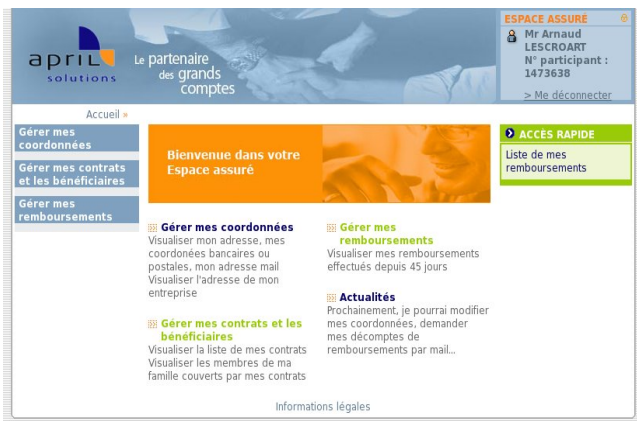 april
solutions
Le partenaire
des grands
comptes
ESPACE ASSURÉ
Mr Arnaud
LESCROART
N° participant :
1473638
> Me déconnecter
Accueil »
Gérer mes
coordonnées
Gérer mes contrats
et les bénéficiaires
Gérer mes
remboursements
Bienvenue dans votre
Espace assuré
ACCÈS RAPIDE
Liste de mes
remboursements
Gérer mes coordonnées
Visualiser mon adresse, mes
coordonées bancaires ou
postales, mon adresse mail
Visualiser l'adresse de mon
entreprise
Gérer mes contrats et les
bénéficiaires
Visualiser la liste de mes contrats
Visualiser les membres de ma
famille couverts par mes contrats
Gérer mes
remboursements
Visualiser mes remboursements
effectués depuis 45 jours
Actualités
Prochainement, je pourrai modifier
mes coordonnées, demander
mes décomptes de
remboursements par mail...
Informations légales